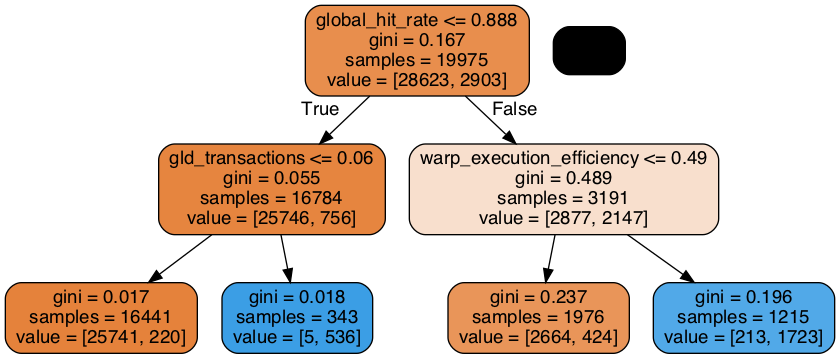 global_hit_rate <= 0.888
gini = 0.167
samples = 19975
value = [28623, 2903]
True
False
gld_transactions <= 0.06
gini = 0.055
samples = 16784
value = [25746, 756]
warp_execution_efficiency <= 0.49
gini = 0.489
samples = 3191
value = [2877, 2147]
gini = 0.017
samples = 16441
value = [25741, 220]
gini = 0.018
samples = 343
value = [5, 536]
gini = 0.237
samples = 1976
value = [2664, 424]
gini = 0.196
samples = 1215
value = [213, 1723]